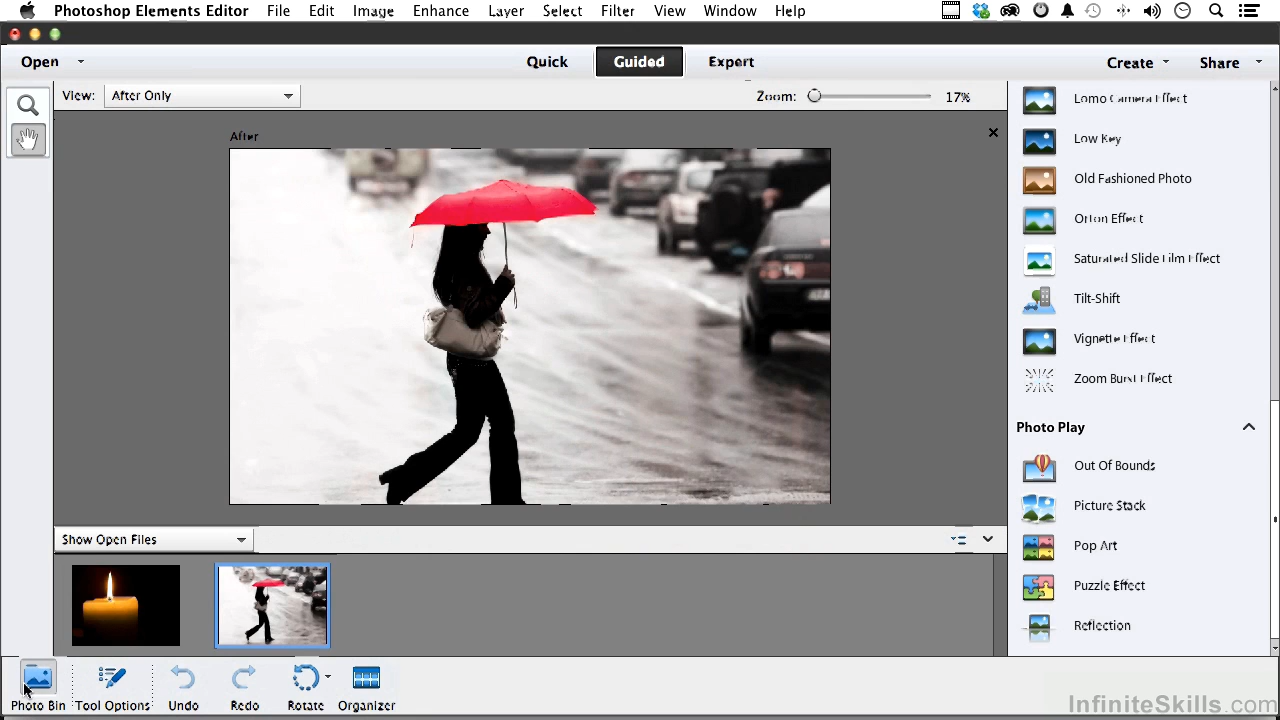 Photoshop Elements Editor File Edit Image Enhance Layer Select Filter View Window Help
Open Quick Guided Expert Create Share
View: After Only Zoom: 17%
After
Lomo Camera Effect
Low Key
Old Fashioned Photo
Orton Effect
Saturated Slide Film Effect
Tilt-Shift
Vignette Effect
Zoom Burst Effect
Photo Play
Out Of Bounds
Picture Stack
Pop Art
Puzzle Effect
Reflection
Show Open Files
Photo Bin Tool Options Undo Redo Rotate Organizer
InfiniteSkills.com